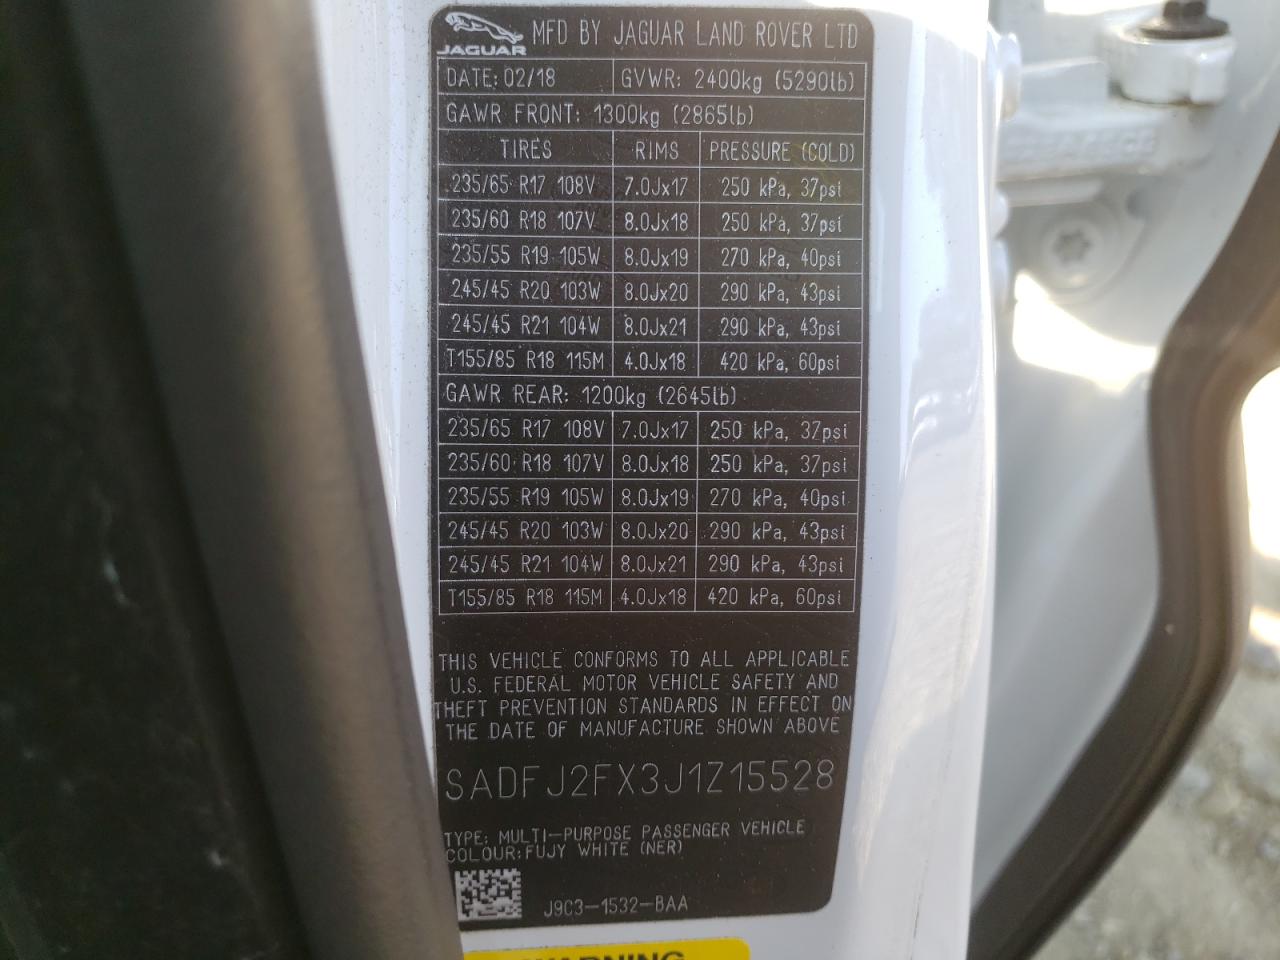 JAGUAR MFD BY JAGUAR LAND ROVER LTD
DATE: 02/18 GVWR: 2400kg (5290lb)
GAWR FRONT: 1300kg (2865lb)
TIRES RIMS PRESSURE (COLD)
235/65 R17 108V 7.0Jx17 250 kPa, 37psi
235/60 R18 107V 8.0Jx18 250 kPa, 37psi
235/55 R19 105W 8.0Jx19 270 kPa, 40psi
245/45 R20 103W 8.0Jx20 290 kPa, 43psi
245/45 R21 104W 8.0Jx21 290 kPa, 43psi
T155/85 R18 115M 4.0Jx18 420 kPa, 60psi
GAWR REAR: 1200kg (2645lb)
235/65 R17 108V 7.0Jx17 250 kPa, 37psi
235/60 R18 107V 8.0Jx18 250 kPa, 37psi
235/55 R19 105W 8.0Jx19 270 kPa, 40psi
245/45 R20 103W 8.0Jx20 290 kPa, 43psi
245/45 R21 104W 8.0Jx21 290 kPa, 43psi
T155/85 R18 115M 4.0Jx18 420 kPa, 60psi
THIS VEHICLE CONFORMS TO ALL APPLICABLE
U.S. FEDERAL MOTOR VEHICLE SAFETY AND
THEFT PREVENTION STANDARDS IN EFFECT ON
THE DATE OF MANUFACTURE SHOWN ABOVE
SADFJ2FX3J1Z15528
TYPE: MULTI-PURPOSE PASSENGER VEHICLE
COLOUR: FUJY WHITE (NER)
J9C3-1532-BAA
WARNING